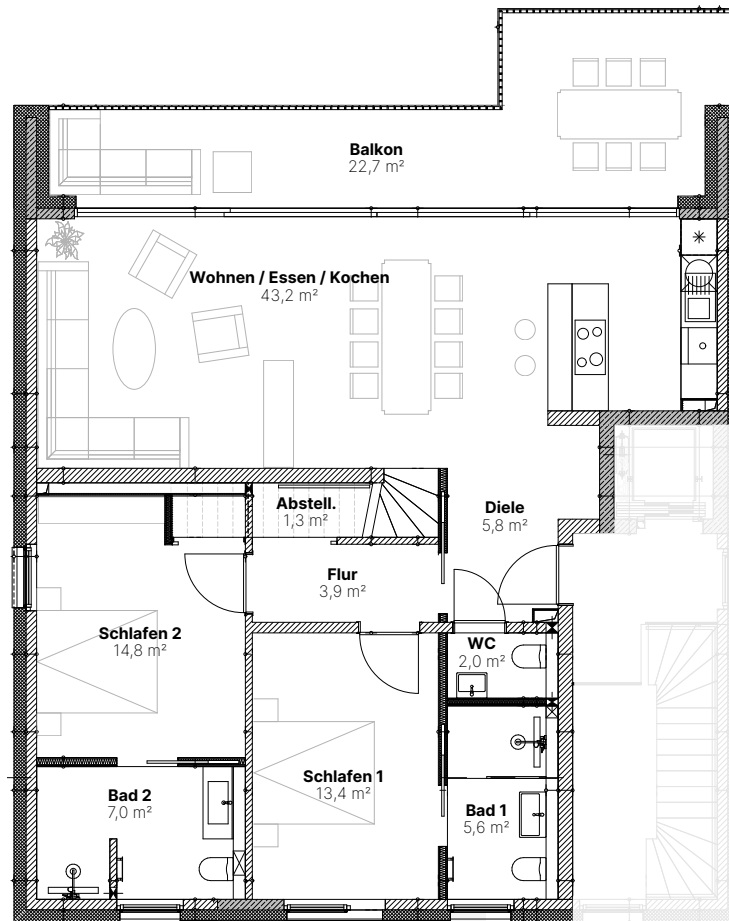 Balkon
22,7 m²
Wohnen / Essen / Kochen
43,2 m²
Abstell.
1,3 m²
Diele
5,8 m²
Flur
3,9 m²
Schlafen 2
14,8 m²
WC
2,0 m²
Schlafen 1
13,4 m²
Bad 2
7,0 m²
Bad 1
5,6 m²